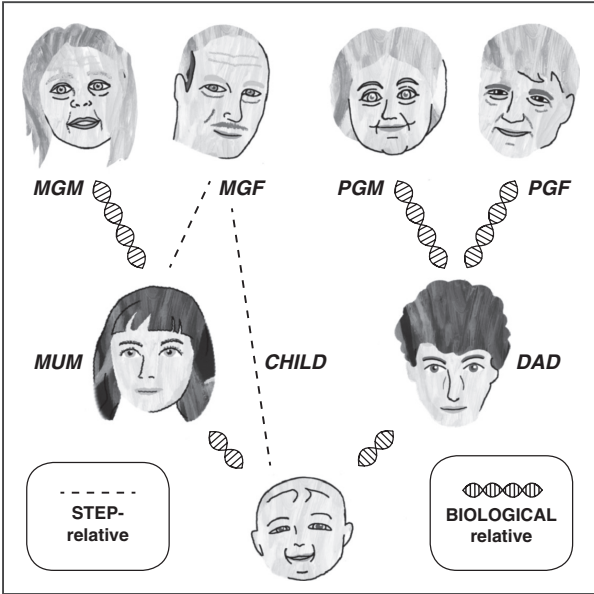 MGM MGF PGM PGF
MUM CHILD DAD
STEP-
relative
BIOLOGICAL
relative